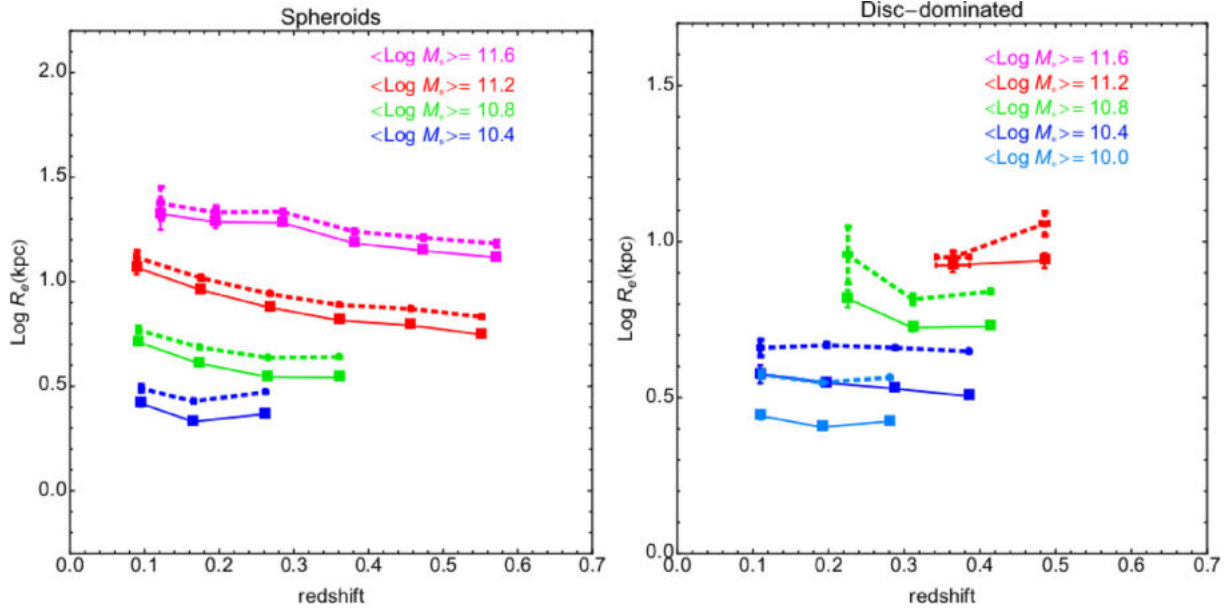 Spheroids
<Log M*>= 11.6
<Log M*>= 11.2
<Log M*>= 10.8
<Log M*>= 10.4
2.0
1.5
1.0
0.5
0.0
Log Re(kpc)
0.0 0.1 0.2 0.3 0.4 0.5 0.6 0.7
redshift
Disc-dominated
<Log M*>= 11.6
<Log M*>= 11.2
<Log M*>= 10.8
<Log M*>= 10.4
<Log M*>= 10.0
1.5
1.0
0.5
0.0
Log Re(kpc)
0.0 0.1 0.2 0.3 0.4 0.5 0.6 0.7
redshift